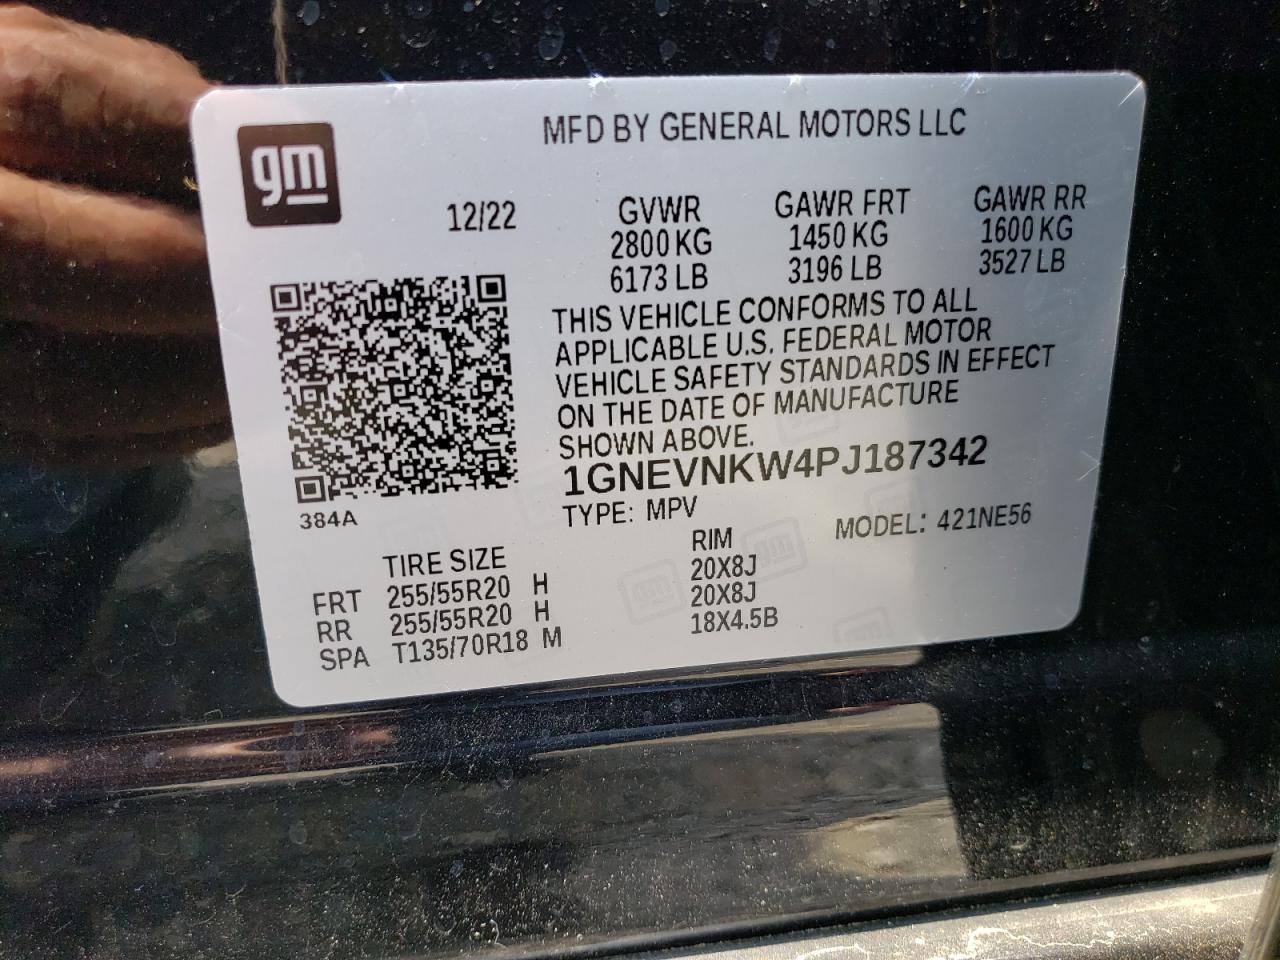 gm
MFD BY GENERAL MOTORS LLC
12/22
GVWR
2800 KG
6173 LB
GAWR FRT
1450 KG
3196 LB
GAWR RR
1600 KG
3527 LB
THIS VEHICLE CONFORMS TO ALL
APPLICABLE U.S. FEDERAL MOTOR
VEHICLE SAFETY STANDARDS IN EFFECT
ON THE DATE OF MANUFACTURE
SHOWN ABOVE.
1GNEVNKW4PJ187342
TYPE: MPV
MODEL: 421NE56
384A
TIRE SIZE RIM
FRT 255/55R20 H 20X8J
RR 255/55R20 H 20X8J
SPA T135/70R18 M 18X4.5B